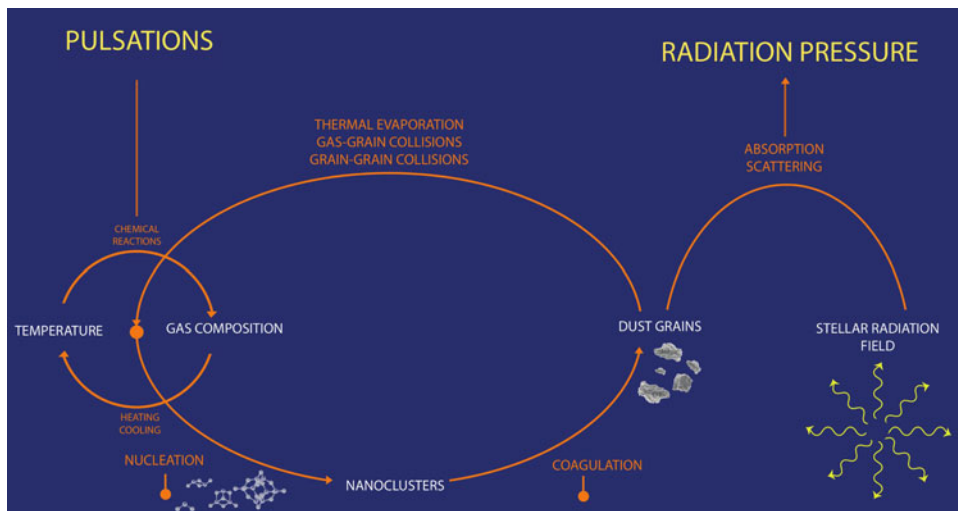 PULSATIONS
RADIATION PRESSURE
THERMAL EVAPORATION
GAS-GRAIN COLLISIONS
GRAIN-GRAIN COLLISIONS
ABSORPTION
SCATTERING
CHEMICAL
REACTIONS
TEMPERATURE
GAS COMPOSITION
DUST GRAINS
STELLAR RADIATION
FIELD
HEATING
COOLING
NUCLEATION
NANOCLUSTERS
COAGULATION